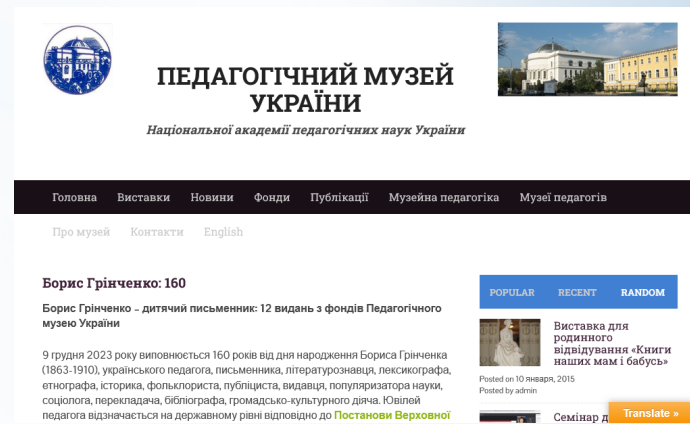 ПЕДАГОГІЧНИЙ МУЗЕЙ
УКРАЇНИ
Національної академії педагогічних наук України
Головна Виставки Новини Фонди Публікації Музейна педагогіка Музеї педагогів
Про музей Контакти English
Борис Грінченко: 160
Борис Грінченко – дитячий письменник: 12 видань з фондів Педагогічного
музею України
9 грудня 2023 року виповнюється 160 років від дня народження Бориса Грінченка
(1863-1910), українського педагога, письменника, літературознавця, лексикографа,
етнографа, історика, фольклориста, публіциста, видавця, популяризатора науки,
соціолога, перекладача, бібліографа, громадсько-культурного діяча. Ювілей
педагога відзначається на державному рівні відповідно до Постанови Верховної
POPULAR RECENT RANDOM
Виставка для
родинного
відвідування «Книги
наших мам і бабусь»
Posted on 10 января, 2015
Posted by admin
Семінар д
Translate »